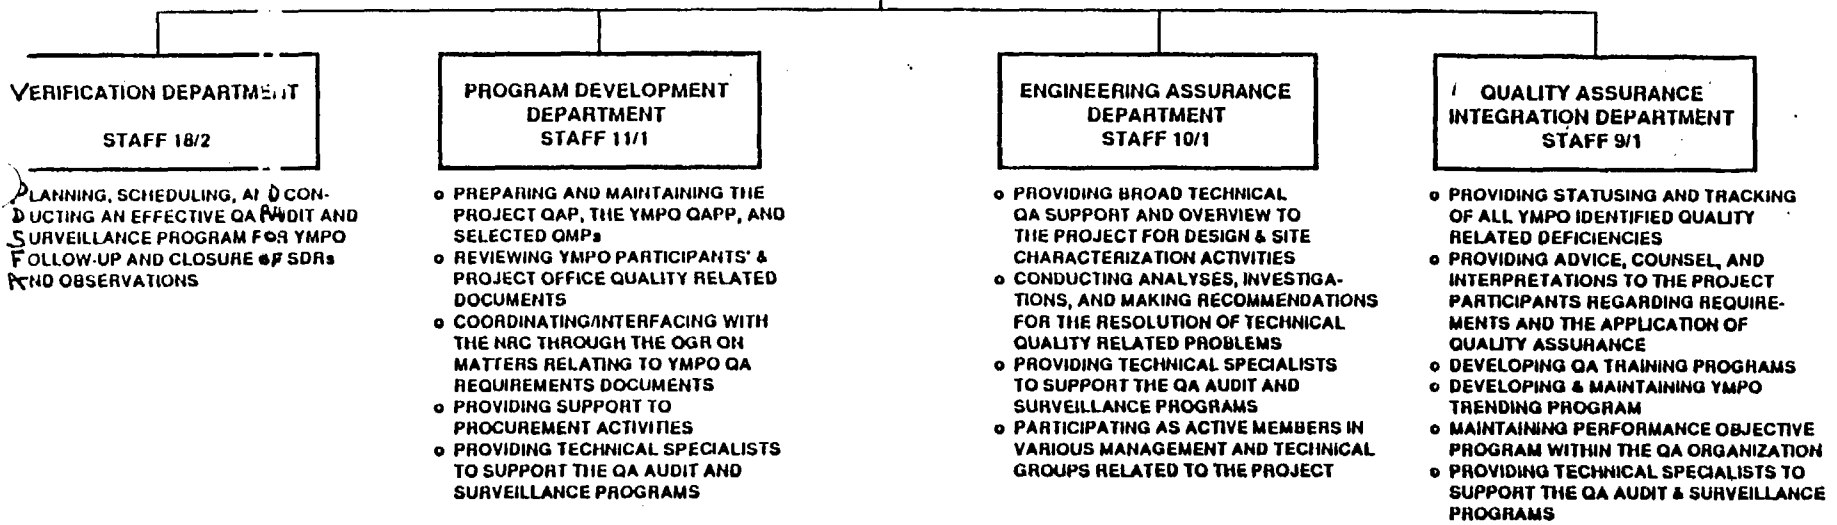 VERIFICATION DEPARTMENT
STAFF 18/2
PLANNING, SCHEDULING, AND CON-
DUCTING AN EFFECTIVE QA AUDIT AND
SURVEILLANCE PROGRAM FOR YMPO
FOLLOW-UP AND CLOSURE OF SDRs
AND OBSERVATIONS
PROGRAM DEVELOPMENT
DEPARTMENT
STAFF 11/1
o PREPARING AND MAINTAINING THE
PROJECT QAP, THE YMPO QAPP, AND
SELECTED QMPs
o REVIEWING YMPO PARTICIPANTS' &
PROJECT OFFICE QUALITY RELATED
DOCUMENTS
o COORDINATING/INTERFACING WITH
THE NRC THROUGH THE OGR ON
MATTERS RELATING TO YMPO QA
REQUIREMENTS DOCUMENTS
o PROVIDING SUPPORT TO
PROCUREMENT ACTIVITIES
o PROVIDING TECHNICAL SPECIALISTS
TO SUPPORT THE QA AUDIT AND
SURVEILLANCE PROGRAMS
ENGINEERING ASSURANCE
DEPARTMENT
STAFF 10/1
o PROVIDING BROAD TECHNICAL
QA SUPPORT AND OVERVIEW TO
THE PROJECT FOR DESIGN & SITE
CHARACTERIZATION ACTIVITIES
o CONDUCTING ANALYSES, INVESTIGA-
TIONS, AND MAKING RECOMMENDATIONS
FOR THE RESOLUTION OF TECHNICAL
QUALITY RELATED PROBLEMS
o PROVIDING TECHNICAL SPECIALISTS
TO SUPPORT THE QA AUDIT AND
SURVEILLANCE PROGRAMS
o PARTICIPATING AS ACTIVE MEMBERS IN
VARIOUS MANAGEMENT AND TECHNICAL
GROUPS RELATED TO THE PROJECT
QUALITY ASSURANCE
INTEGRATION DEPARTMENT
STAFF 9/1
o PROVIDING STATUSING AND TRACKING
OF ALL YMPO IDENTIFIED QUALITY
RELATED DEFICIENCIES
o PROVIDING ADVICE, COUNSEL, AND
INTERPRETATIONS TO THE PROJECT
PARTICIPANTS REGARDING REQUIRE-
MENTS AND THE APPLICATION OF
QUALITY ASSURANCE
o DEVELOPING QA TRAINING PROGRAMS
o DEVELOPING & MAINTAINING YMPO
TRENDING PROGRAM
o MAINTAINING PERFORMANCE OBJECTIVE
PROGRAM WITHIN THE QA ORGANIZATION
o PROVIDING TECHNICAL SPECIALISTS TO
SUPPORT THE QA AUDIT & SURVEILLANCE
PROGRAMS